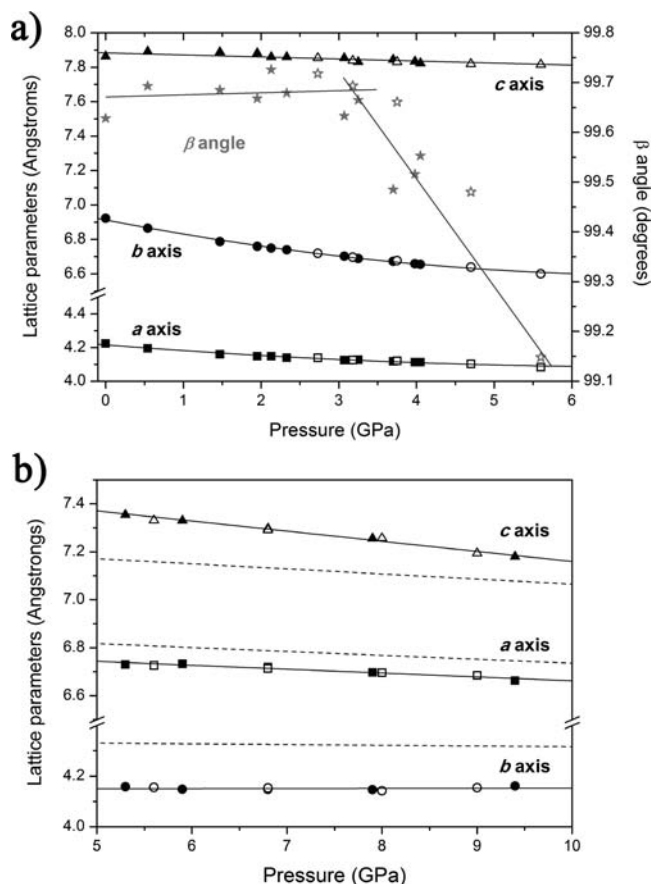 a)
8.0
7.8
7.6
7.4
7.2
7.0
6.8
6.6
4.2
4.0
Lattice parameters (Angstroms)
c axis
β angle
b axis
a axis
99.8
99.7
99.6
99.5
99.4
99.3
99.2
99.1
β angle (degrees)
0 1 2 3 4 5 6
Pressure (GPa)
b)
7.4
7.2
7.0
6.8
6.6
4.2
4.0
Lattice parameters (Angstrongs)
c axis
a axis
b axis
5 6 7 8 9 10
Pressure (GPa)